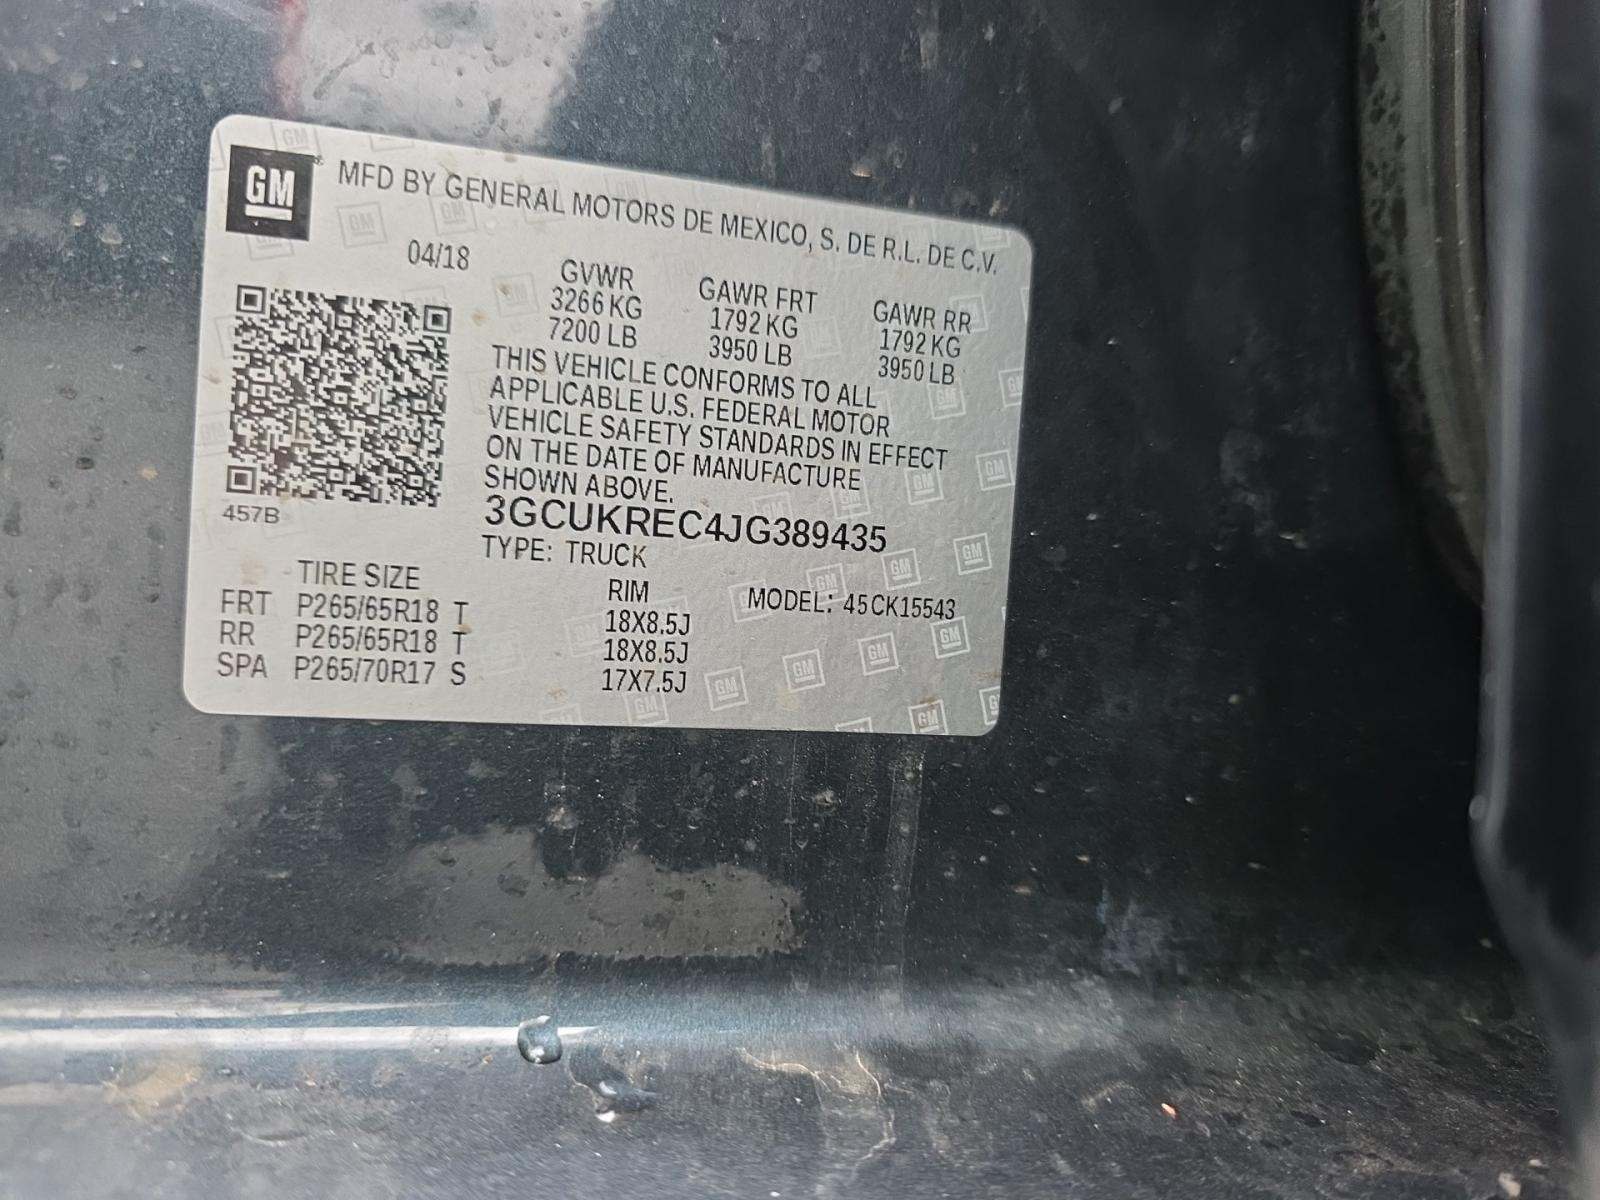 GM MFD BY GENERAL MOTORS DE MEXICO, S. DE R.L. DE C.V.
04/18
GVWR GAWR FRT GAWR RR
3266 KG 1792 KG 1792 KG
7200 LB 3950 LB 3950 LB
THIS VEHICLE CONFORMS TO ALL
APPLICABLE U.S. FEDERAL MOTOR
VEHICLE SAFETY STANDARDS IN EFFECT
ON THE DATE OF MANUFACTURE
SHOWN ABOVE.
457B
3GCUKREC4JG389435
TYPE: TRUCK
TIRE SIZE RIM MODEL: 45CK15543
FRT P265/65R18 T 18X8.5J
RR P265/65R18 T 18X8.5J
SPA P265/70R17 S 17X7.5J